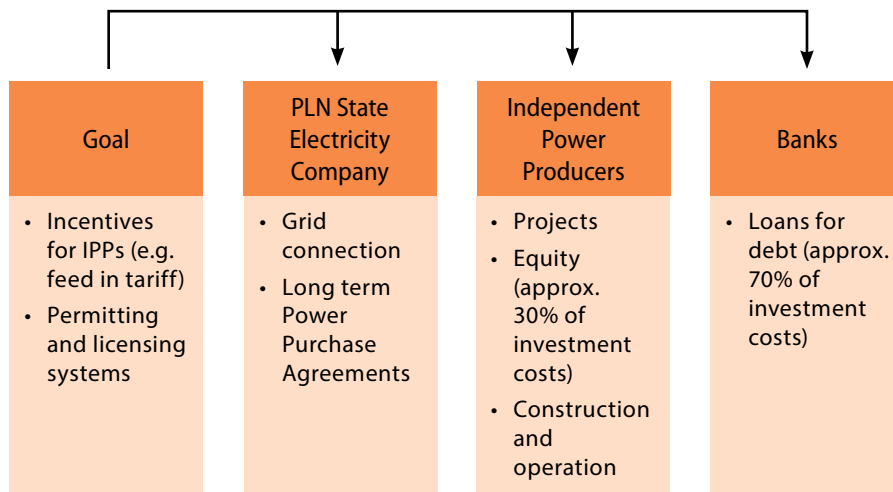 Goal
• Incentives
for IPPs (e.g.
feed in tariff)
• Permitting
and licensing
systems
PLN State
Electricity
Company
• Grid
connection
• Long term
Power
Purchase
Agreements
Independent
Power
Producers
• Projects
• Equity
(approx.
30% of
investment
costs)
• Construction
and
operation
Banks
• Loans for
debt (approx.
70% of
investment
costs)